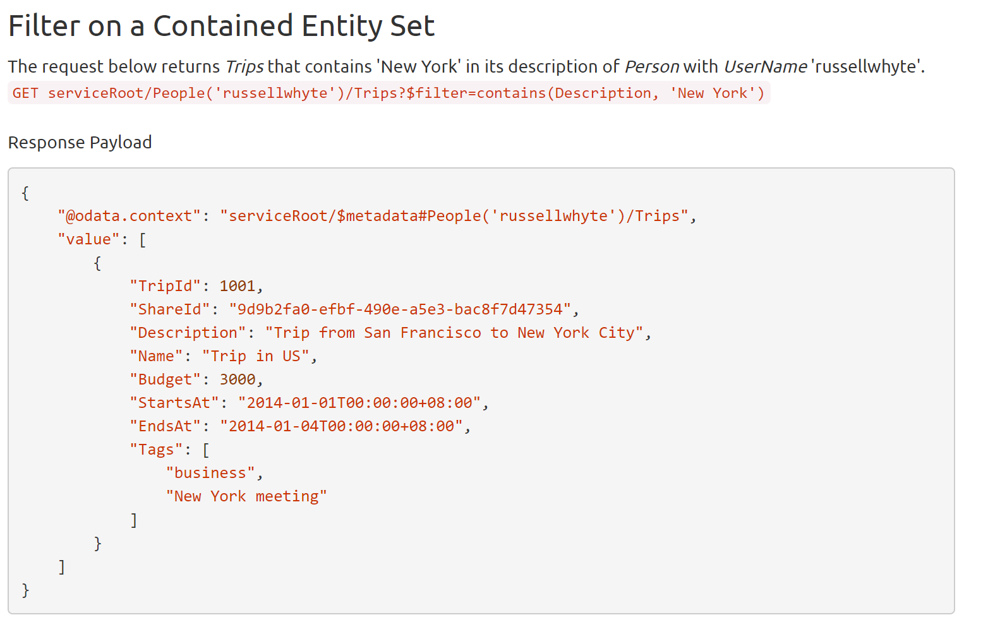 Filter on a Contained Entity Set
The request below returns Trips that contains 'New York' in its description of Person with UserName 'russellwhyte'.
GET serviceRoot/People('russellwhyte')/Trips?$filter=contains(Description, 'New York')
Response Payload
{
    "@odata.context": "serviceRoot/$metadata#People('russellwhyte')/Trips",
    "value": [
        {
            "TripId": 1001,
            "ShareId": "9d9b2fa0-efbf-490e-a5e3-bac8f7d47354",
            "Description": "Trip from San Francisco to New York City",
            "Name": "Trip in US",
            "Budget": 3000,
            "StartsAt": "2014-01-01T00:00:00+08:00",
            "EndsAt": "2014-01-04T00:00:00+08:00",
            "Tags": [
                "business",
                "New York meeting"
            ]
        }
    ]
}